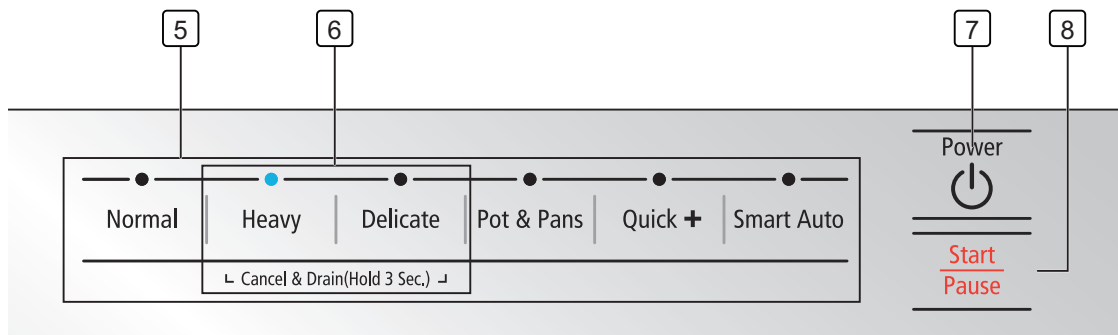 5 6 7 8
Power
Normal Heavy Delicate Pot & Pans Quick + Smart Auto
Start
Cancel & Drain(Hold 3 Sec.)
Pause